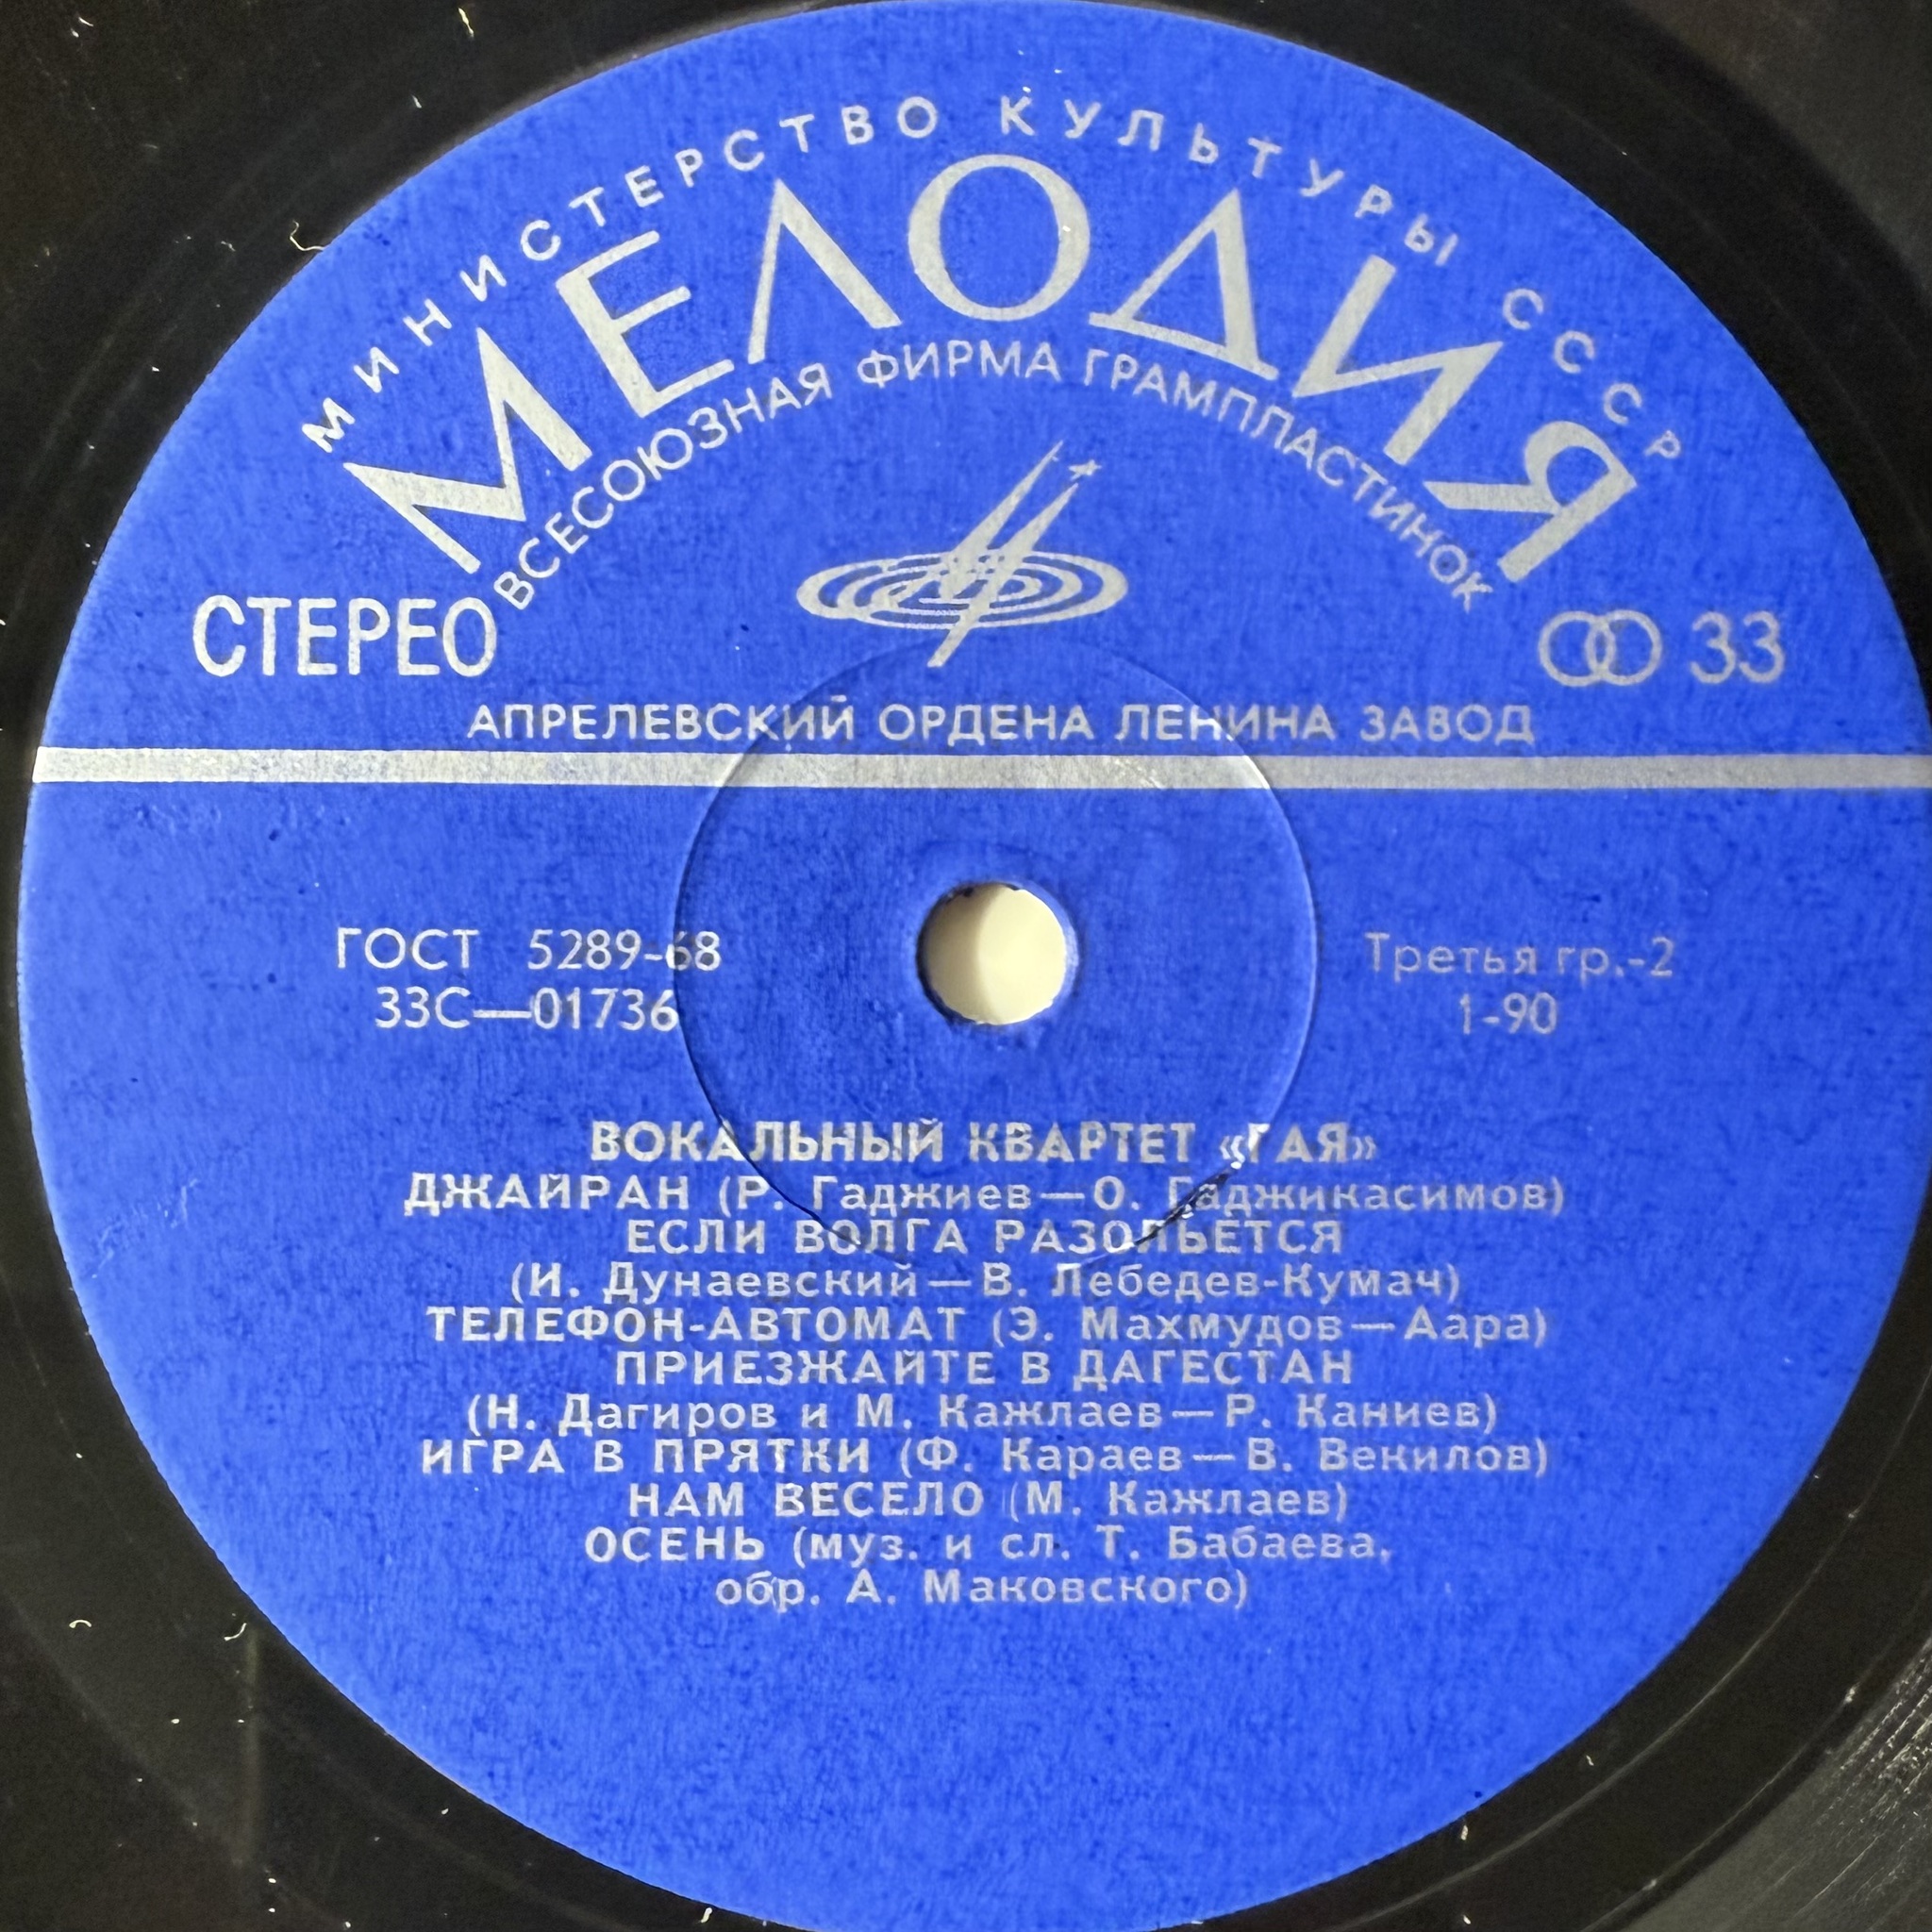 МИНИСТЕРСТВО КУЛЬТУРЫ СССР
МЕЛОДИЯ
ВСЕСОЮЗНАЯ ФИРМА ГРАМПЛАСТИНОК
СТЕРЕО
33
АПРЕЛЕВСКИЙ ОРДЕНА ЛЕНИНА ЗАВОД
ГОСТ 5289-68
33С—01736
Третья гр.-2
1-90
ВОКАЛЬНЫЙ КВАРТЕТ «ГАЯ»
ДЖАЙРАН (Р. Гаджиев—О. Гаджикасимов)
ЕСЛИ ВОЛГА РАЗОЛЬЕТСЯ
(И. Дунаевский—В. Лебедев-Кумач)
ТЕЛЕФОН-АВТОМАТ (Э. Махмудов—Аара)
ПРИЕЗЖАЙТЕ В ДАГЕСТАН
(Н. Дагиров и М. Кажлаев—Р. Каниев)
ИГРА В ПРЯТКИ (Ф. Караев—В. Векилов)
НАМ ВЕСЕЛО (М. Кажлаев)
ОСЕНЬ (муз. и сл. Т. Бабаева,
обр. А. Маковского)